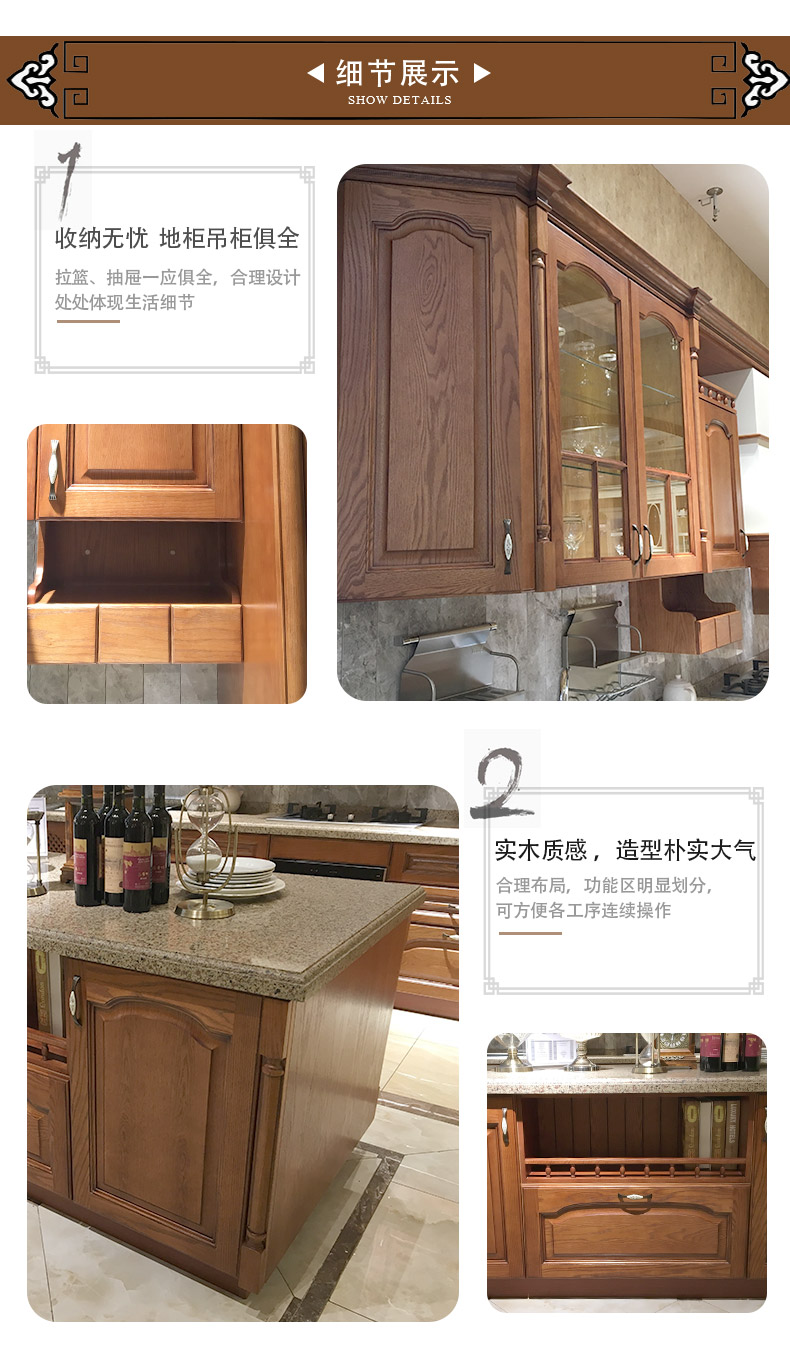 细节展示
SHOW DETAILS
1
收纳无忧 地柜吊柜俱全
拉篮、抽屉一应俱全，合理设计
处处体现生活细节
2
实木质感，造型朴实大气
合理布局，功能区明显划分，
可方便各工序连续操作